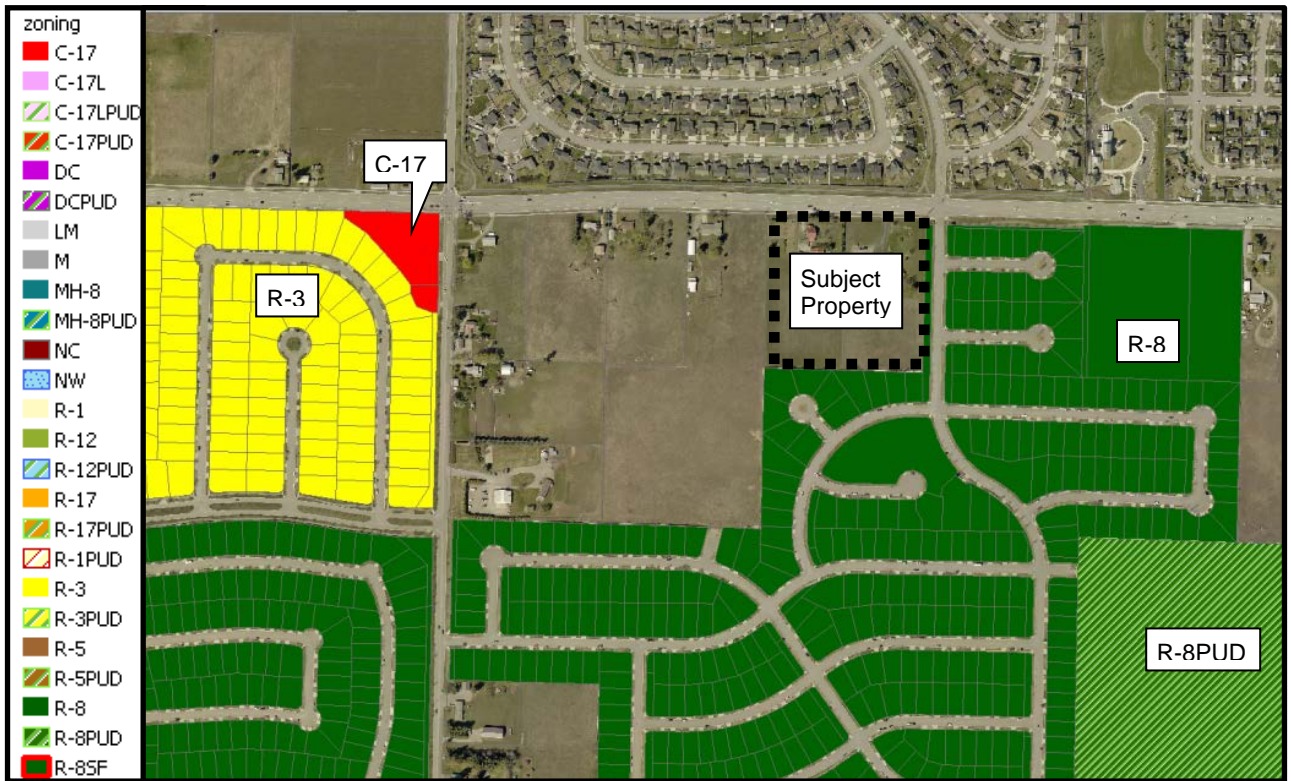 zoning
C-17
C-17L
C-17LPUD
C-17PUD
DC
DCPUD
LM
M
MH-8
MH-8PUD
NC
NW
R-1
R-12
R-12PUD
R-17
R-17PUD
R-1PUD
R-3
R-3PUD
R-5
R-5PUD
R-8
R-8PUD
R-8SF
C-17
R-3
Subject
Property
R-8
R-8PUD